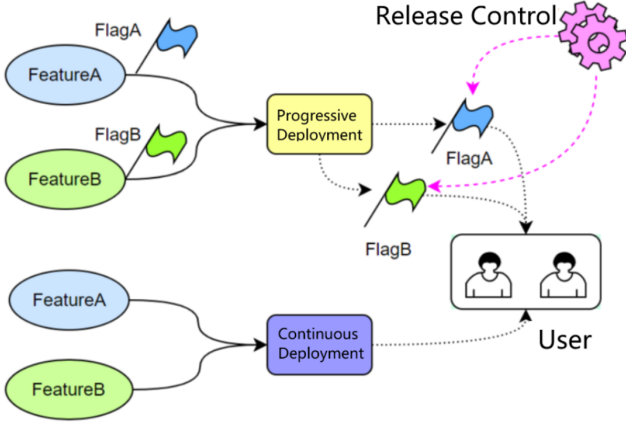 Release Control
FlagA
FeatureA
Progressive
Deployment
FlagB
FlagA
FeatureB
FlagB
FeatureA
Continuous
Deployment
User
FeatureB